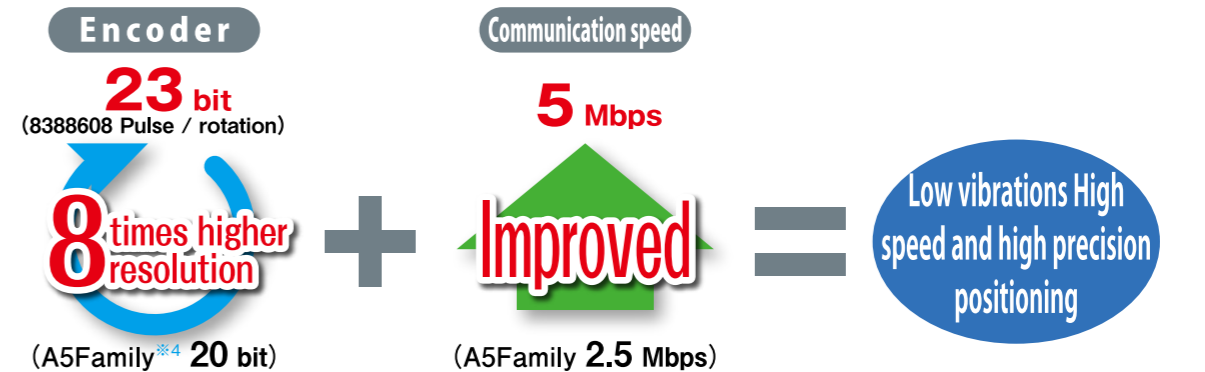 Encoder
23 bit
(8388608 Pulse / rotation)
8 times higher
resolution
(A5Family※4 20 bit)
+
Communication speed
5 Mbps
Improved
(A5Family 2.5 Mbps)
=
Low vibrations High
speed and high precision
positioning